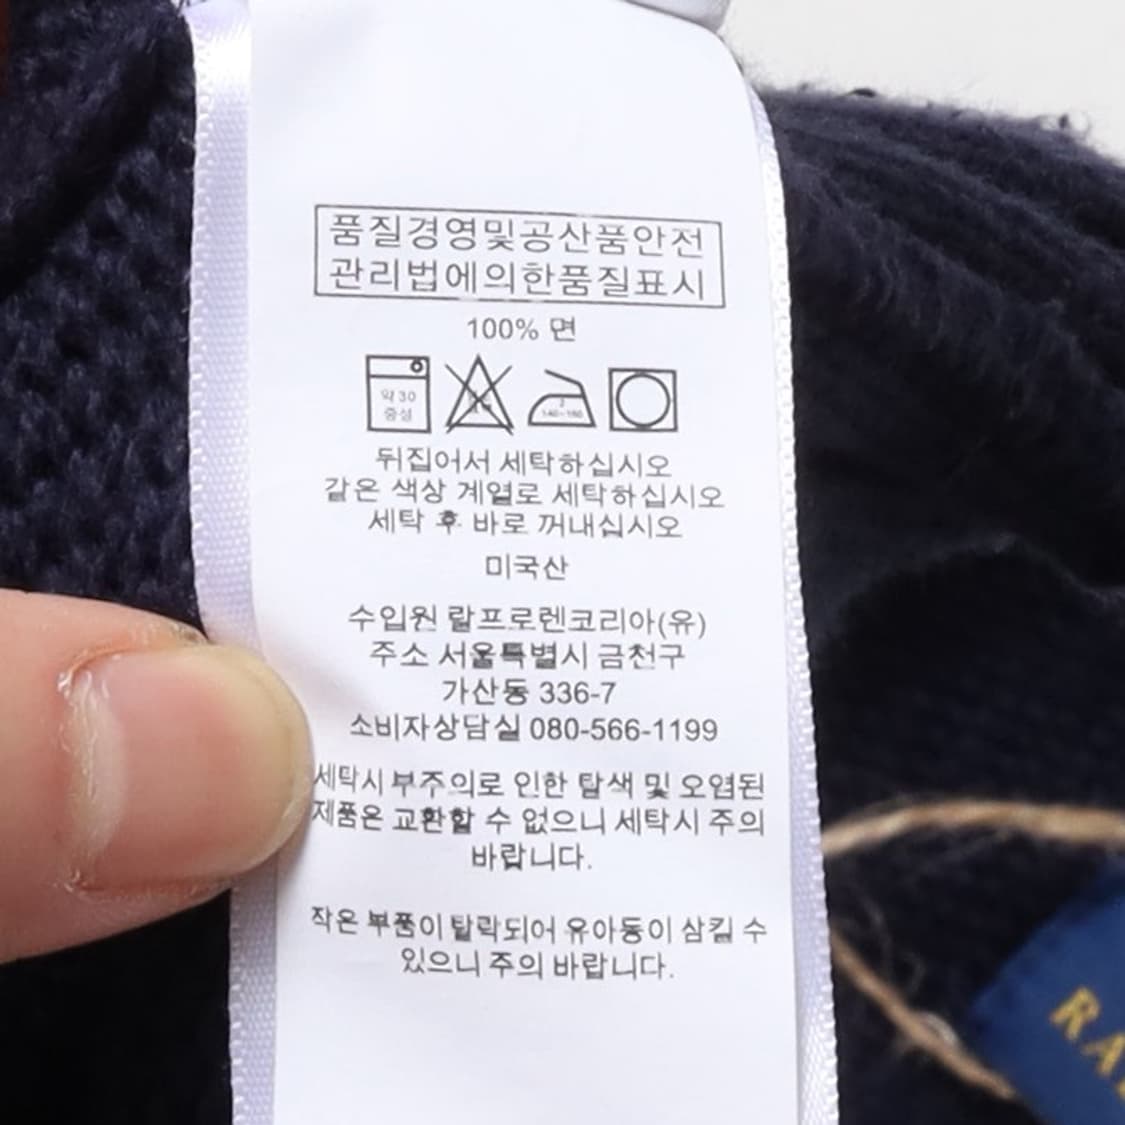 품질경영및공산품안전
관리법에의한품질표시
100% 면
약 30
중성
2
140~160
뒤집어서 세탁하십시오
같은 색상 계열로 세탁하십시오
세탁 후 바로 꺼내십시오
미국산
수입원 랄프로렌코리아(유)
주소 서울특별시 금천구
가산동 336-7
소비자상담실 080-566-1199
세탁시 부주의로 인한 탈색 및 오염된
제품은 교환할 수 없으니 세탁시 주의
바랍니다.
작은 부품이 탈락되어 유아동이 삼킬 수
있으니 주의 바랍니다.